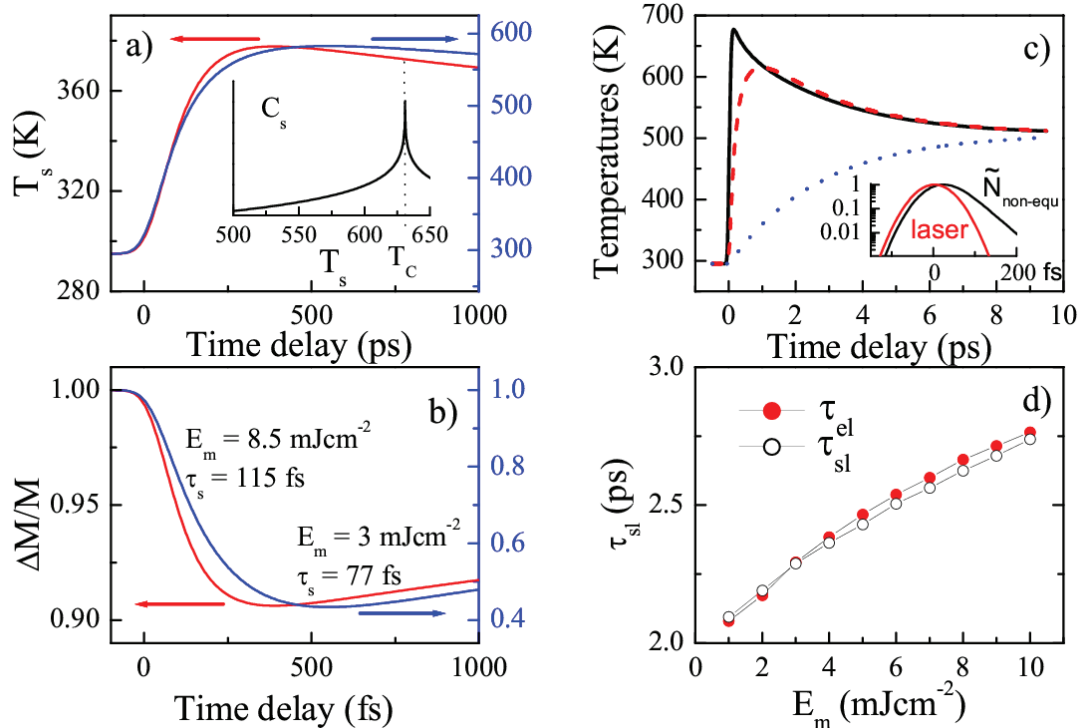 a)
T_s (K)
360
320
280
600
500
400
300
C_s
500 550 600 650
T_s T_C
0 500 1000
Time delay (ps)
c)
Temperatures (K)
700
600
500
400
300
Ñ_non-equ
1
0.1
0.01
laser
0 200 fs
0 2 4 6 8 10
Time delay (ps)
b)
ΔM/M
1.00
0.95
0.90
1.0
0.8
0.6
0.4
E_m = 8.5 mJcm⁻²
τ_s = 115 fs
E_m = 3 mJcm⁻²
τ_s = 77 fs
0 500 1000
Time delay (fs)
d)
τ_sl (ps)
3.0
2.5
2.0
τ_el
τ_sl
0 2 4 6 8 10
E_m (mJcm⁻²)